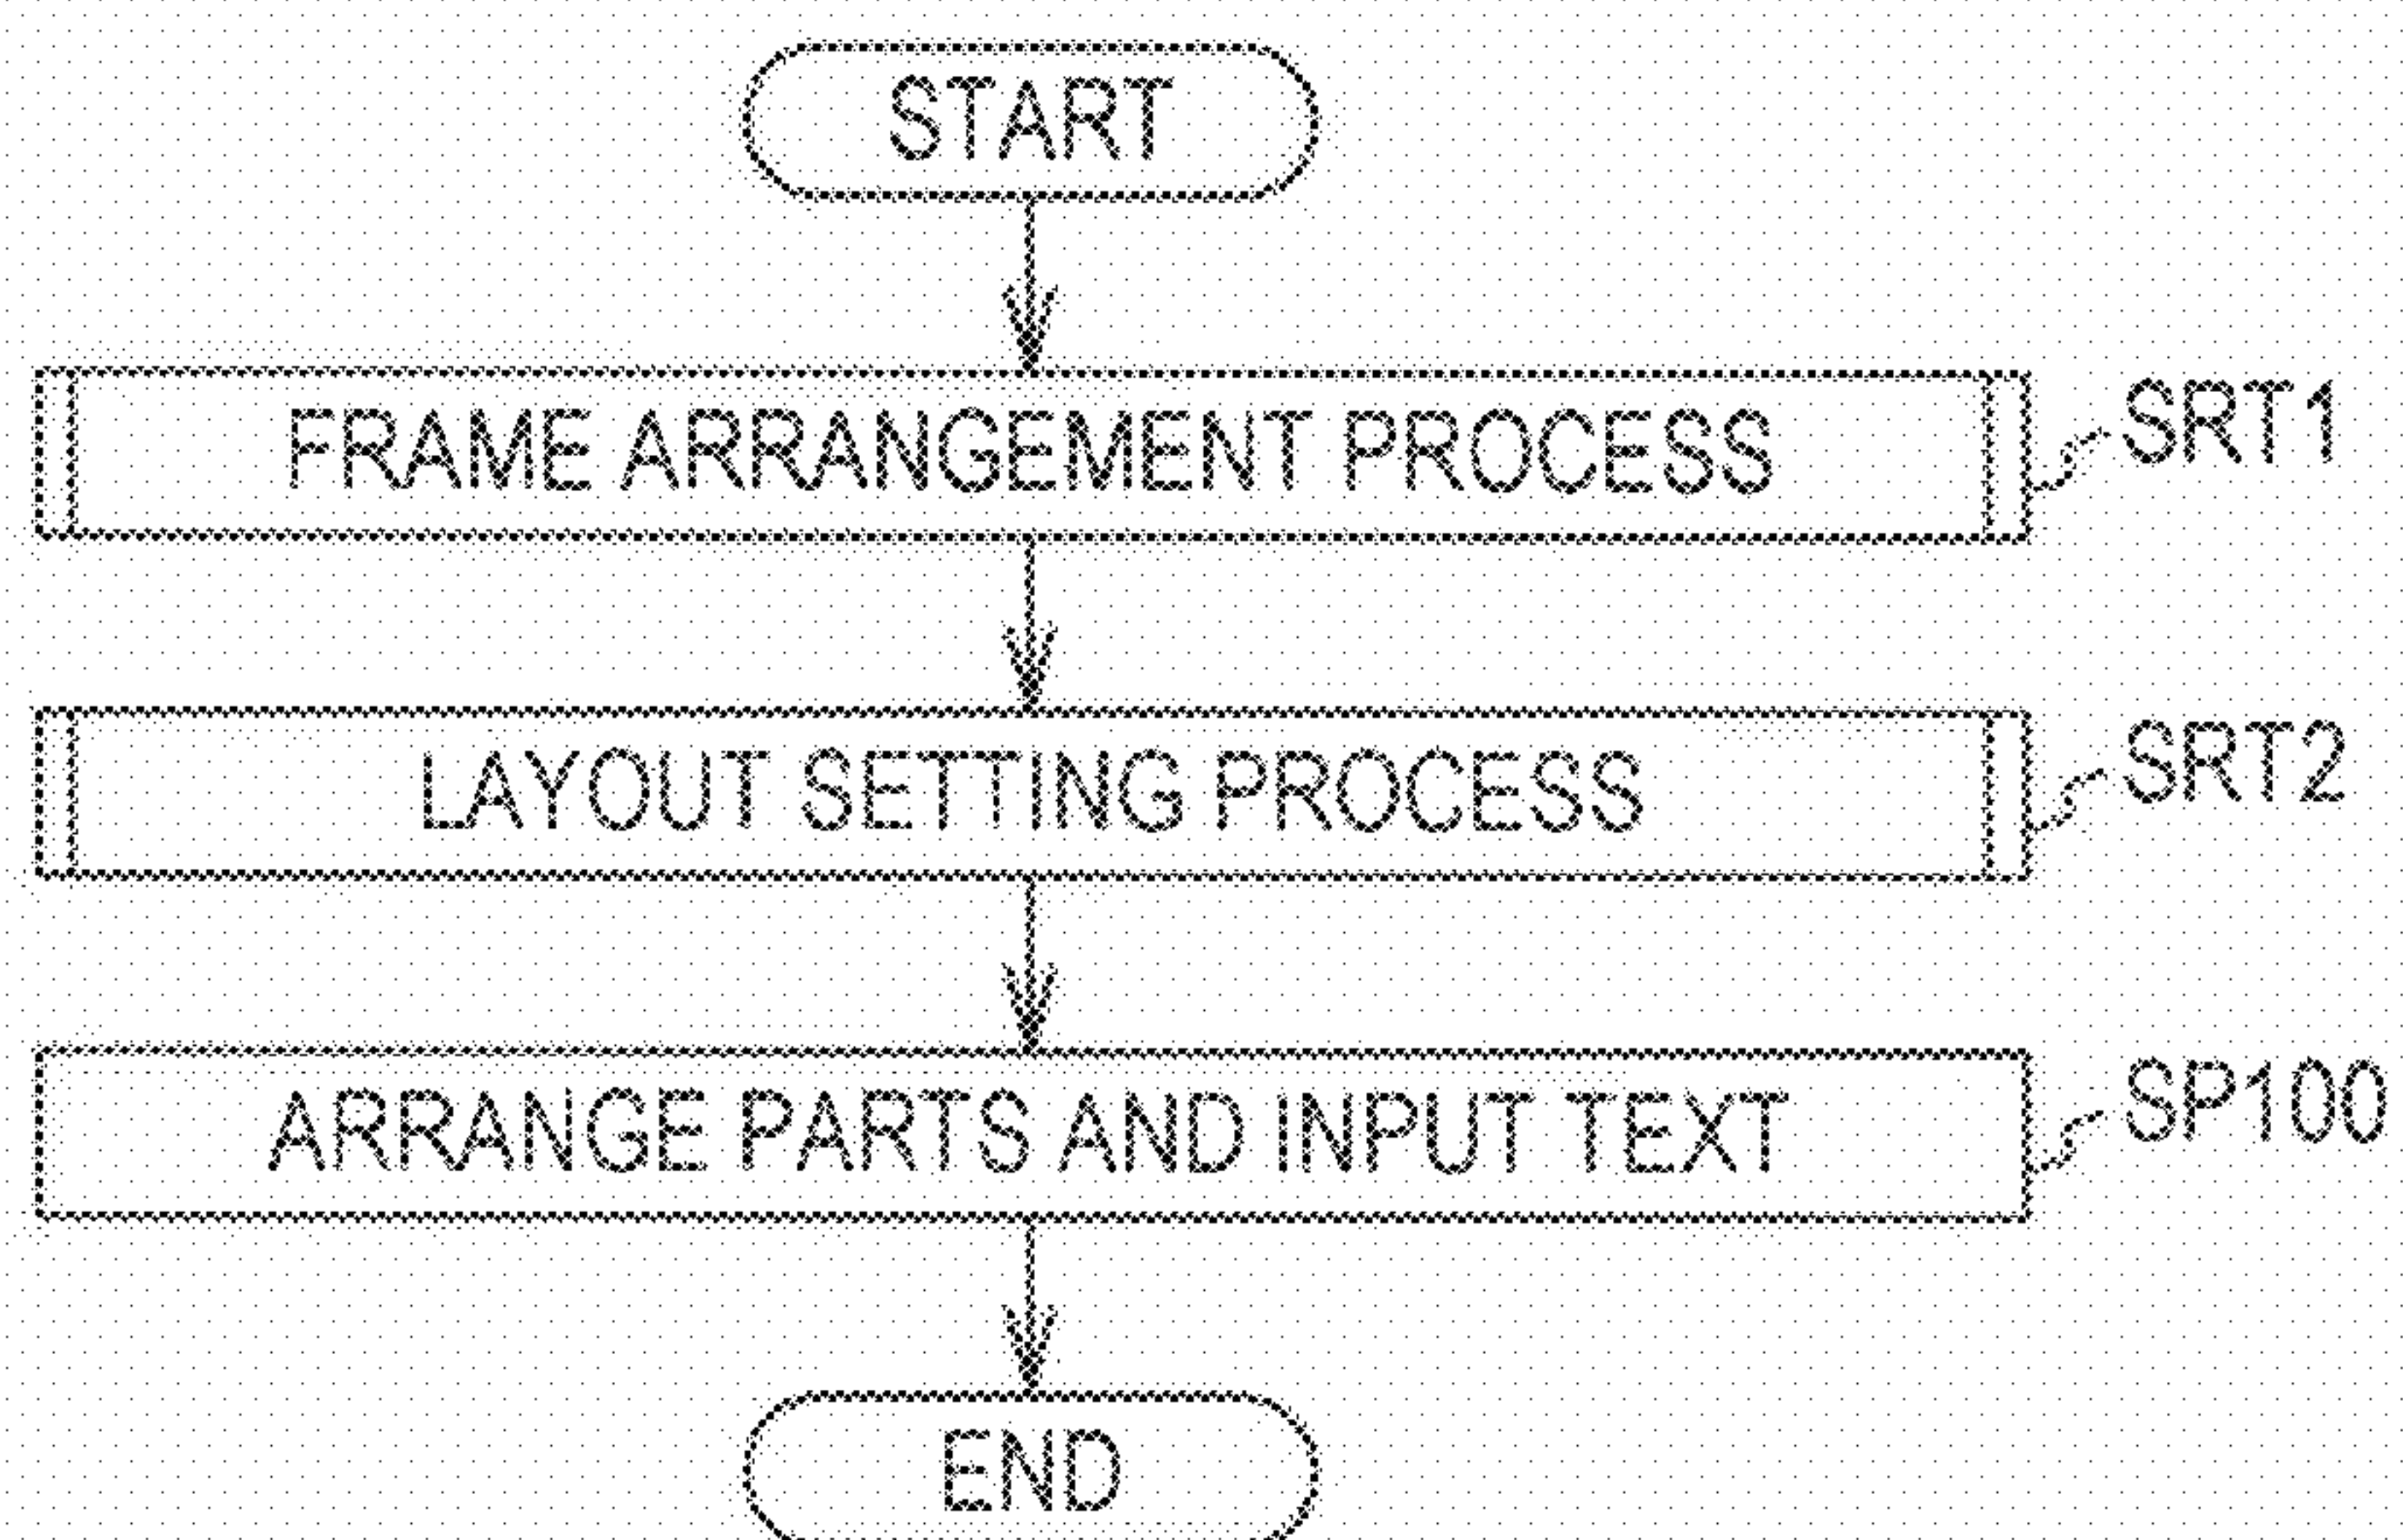 START
FRAME ARRANGEMENT PROCESS SRT1
LAYOUT SETTING PROCESS SRT2
ARRANGE PARTS AND INPUT TEXT SP100
END